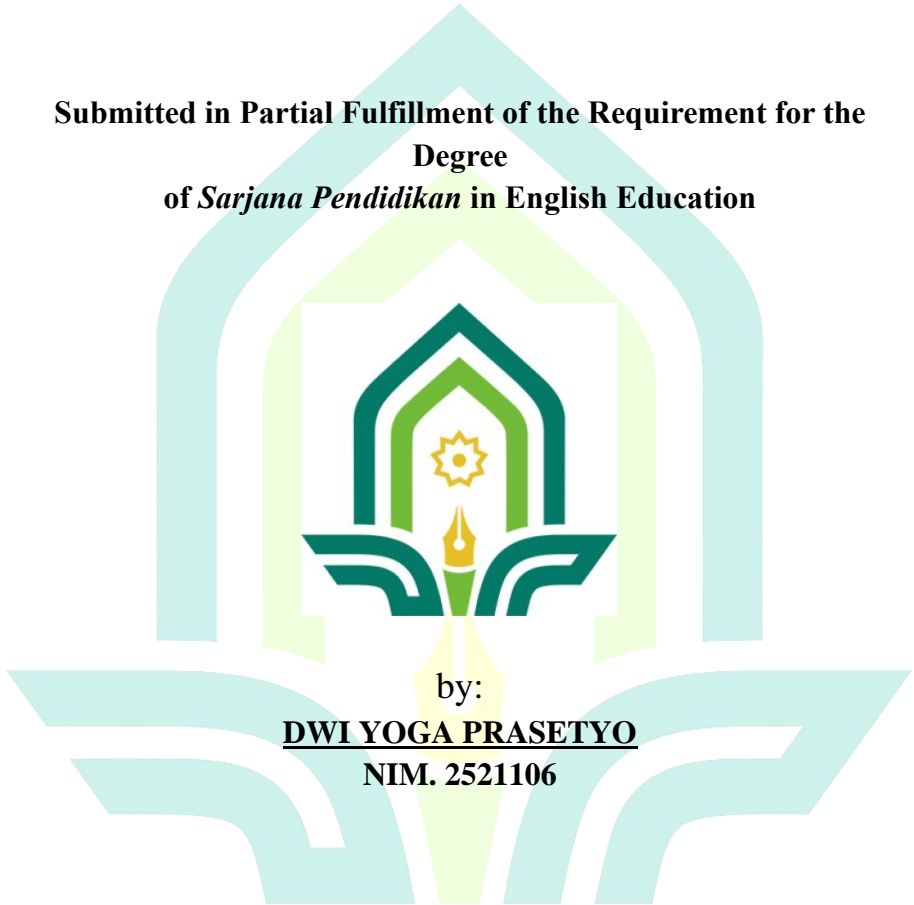 Submitted in Partial Fulfillment of the Requirement for the
Degree
of Sarjana Pendidikan in English Education
by:
DWI YOGA PRASETYO
NIM. 2521106